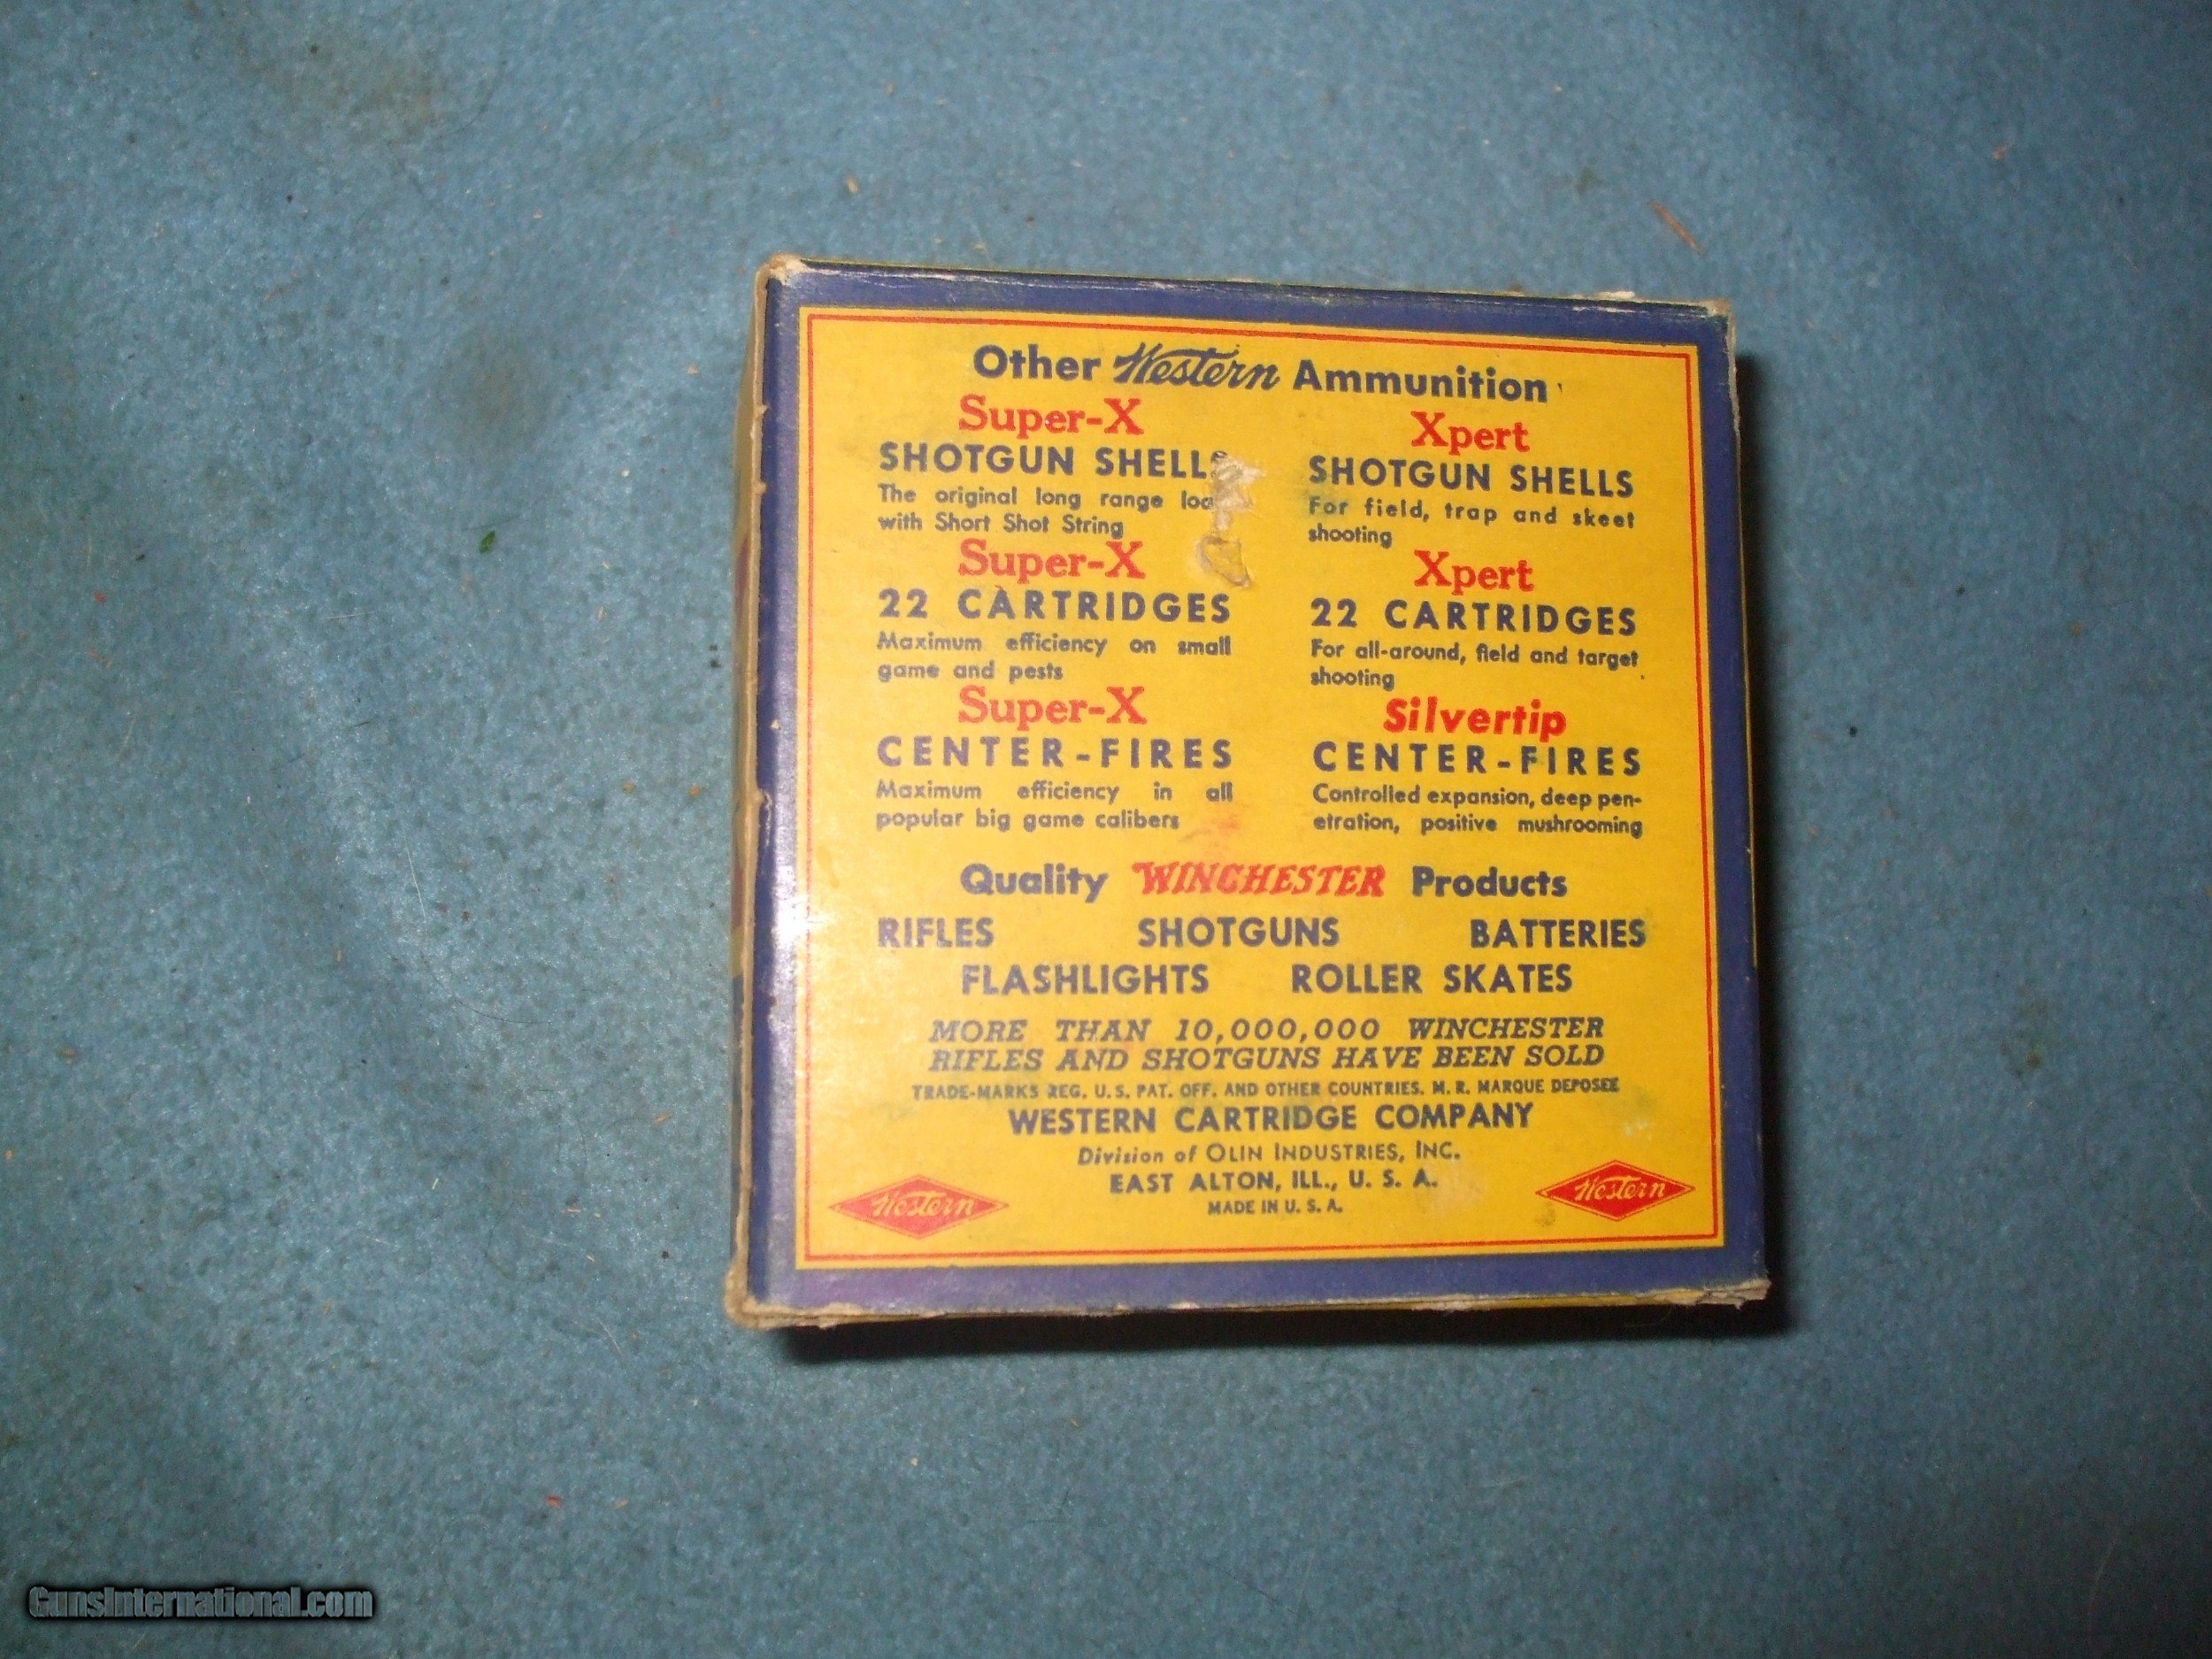 Other Western Ammunition
Super-X
SHOTGUN SHELLS
The original long range
with Short Shot String
Super-X
22 CARTRIDGES
Maximum efficiency on small
game and pests
Super-X
CENTER-FIRES
Maximum efficiency in all
popular big game calibers
Xpert
SHOTGUN SHELLS
For field, trap and skeet
shooting
Xpert
22 CARTRIDGES
For all-around, field and target
shooting
Silvertip
CENTER-FIRES
Controlled expansion, deep pen-
etration, positive mushrooming
Quality WINCHESTER Products
RIFLES SHOTGUNS BATTERIES
FLASHLIGHTS ROLLER SKATES
MORE THAN 10,000,000 WINCHESTER
RIFLES AND SHOTGUNS HAVE BEEN SOLD
TRADE-MARKS REG. U.S. PAT. OFF. AND OTHER COUNTRIES. M. R. MARQUE DEPOSEE
WESTERN CARTRIDGE COMPANY
Division of OLIN INDUSTRIES, INC.
EAST ALTON, ILL., U. S. A.
MADE IN U. S. A.
Western
Western
GunsInternational.com